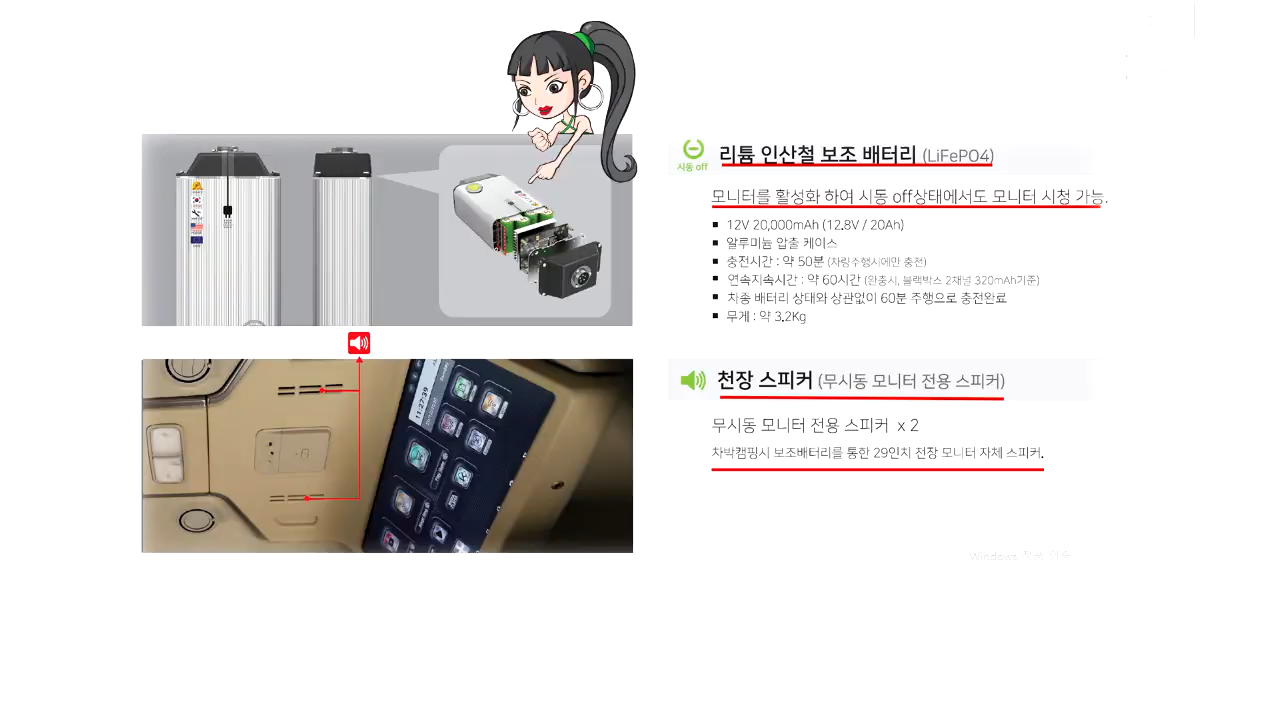 시동 off
리튬 인산철 보조 배터리 (LiFePO4)
모니터를 활성화 하여 시동 off상태에서도 모니터 시청 가능.
12V 20,000mAh (12.8V / 20Ah)
알루미늄 압출 케이스
충전시간 : 약 50분 (차량주행시에만 충전)
연속지속시간 : 약 60시간 (완충시, 블랙박스 2채널 320mAh기준)
차종 배터리 상태와 상관없이 60분 주행으로 충전완료
무게 : 약 3.2Kg
11:27:39
천장 스피커 (무시동 모니터 전용 스피커)
무시동 모니터 전용 스피커 x 2
차박캠핑시 보조배터리를 통한 29인치 천장 모니터 자체 스피커.
Windows 정품 인증